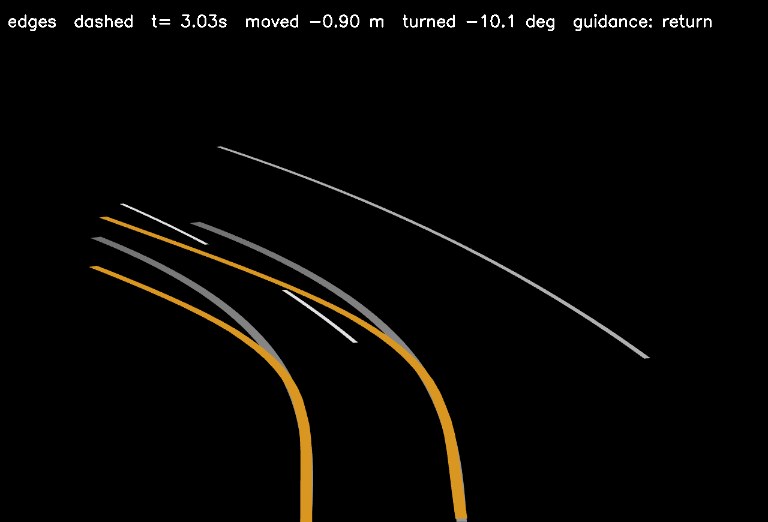 edges dashed t= 3.03s moved −0.90 m turned −10.1 deg guidance: return